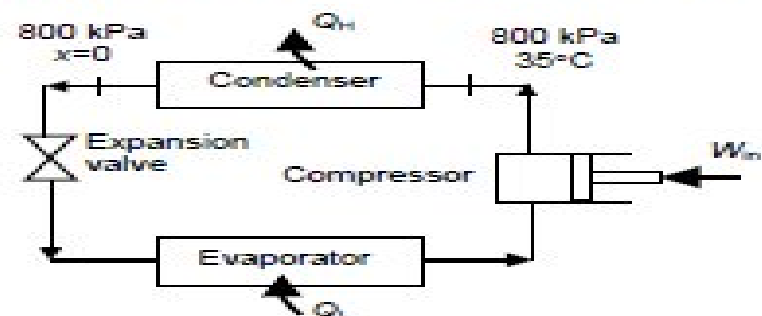 800 kPa
x=0
QH
800 kPa
35°C
Condenser
Expansion
valve
Compressor
Win
Evaporator
QL